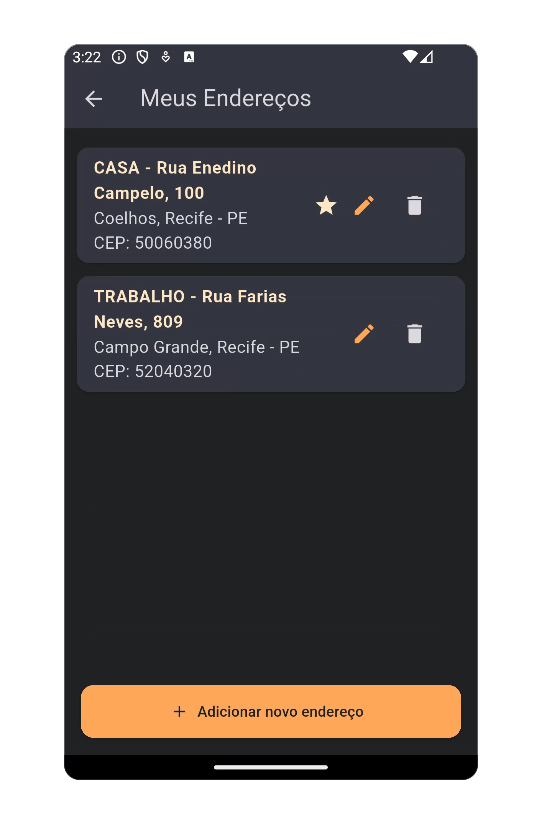 3:22
Meus Endereços
CASA - Rua Enedino
Campelo, 100
Coelhos, Recife - PE
CEP: 50060380
TRABALHO - Rua Farias
Neves, 809
Campo Grande, Recife - PE
CEP: 52040320
+ Adicionar novo endereço